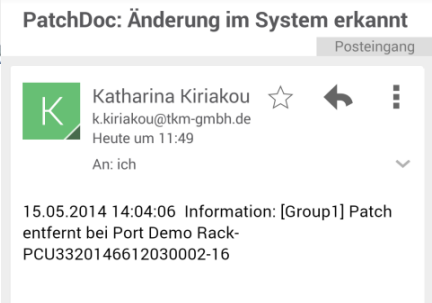 PatchDoc: Änderung im System erkannt
Posteingang
K
Katharina Kiriakou
k.kiriakou@tkm-gmbh.de
Heute um 11:49
An: ich
15.05.2014 14:04:06 Information: [Group1] Patch
entfernt bei Port Demo Rack-
PCU3320146612030002-16